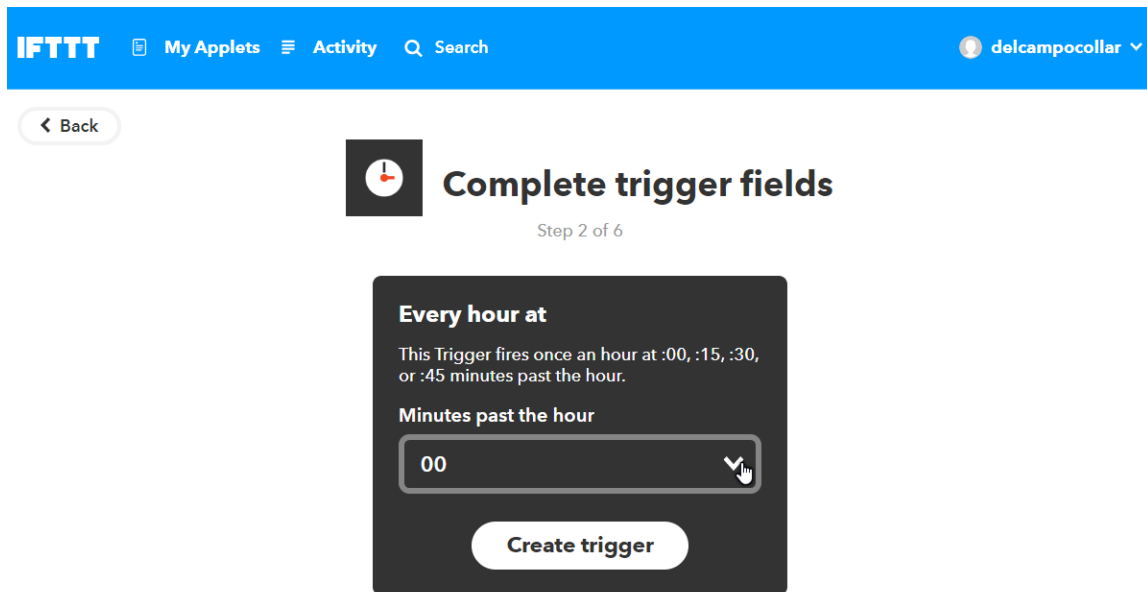 IFTTT My Applets Activity Search delcampocollar
Back
Complete trigger fields
Step 2 of 6
Every hour at
This Trigger fires once an hour at :00, :15, :30,
or :45 minutes past the hour.
Minutes past the hour
00
Create trigger